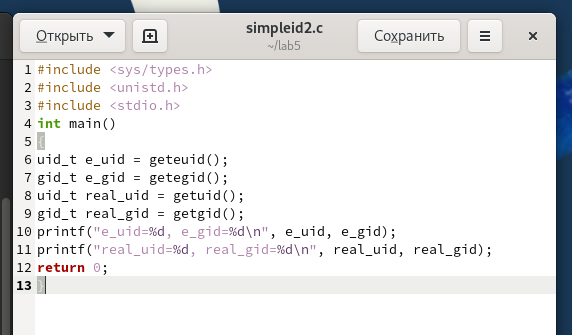 Открыть
simpleid2.c
~/lab5
Сохранить
1 #include <sys/types.h>
2 #include <unistd.h>
3 #include <stdio.h>
4 int main()
5 {
6 uid_t e_uid = geteuid();
7 gid_t e_gid = getegid();
8 uid_t real_uid = getuid();
9 gid_t real_gid = getgid();
10 printf("e_uid=%d, e_gid=%d\n", e_uid, e_gid);
11 printf("real_uid=%d, real_gid=%d\n", real_uid, real_gid);
12 return 0;
13 }